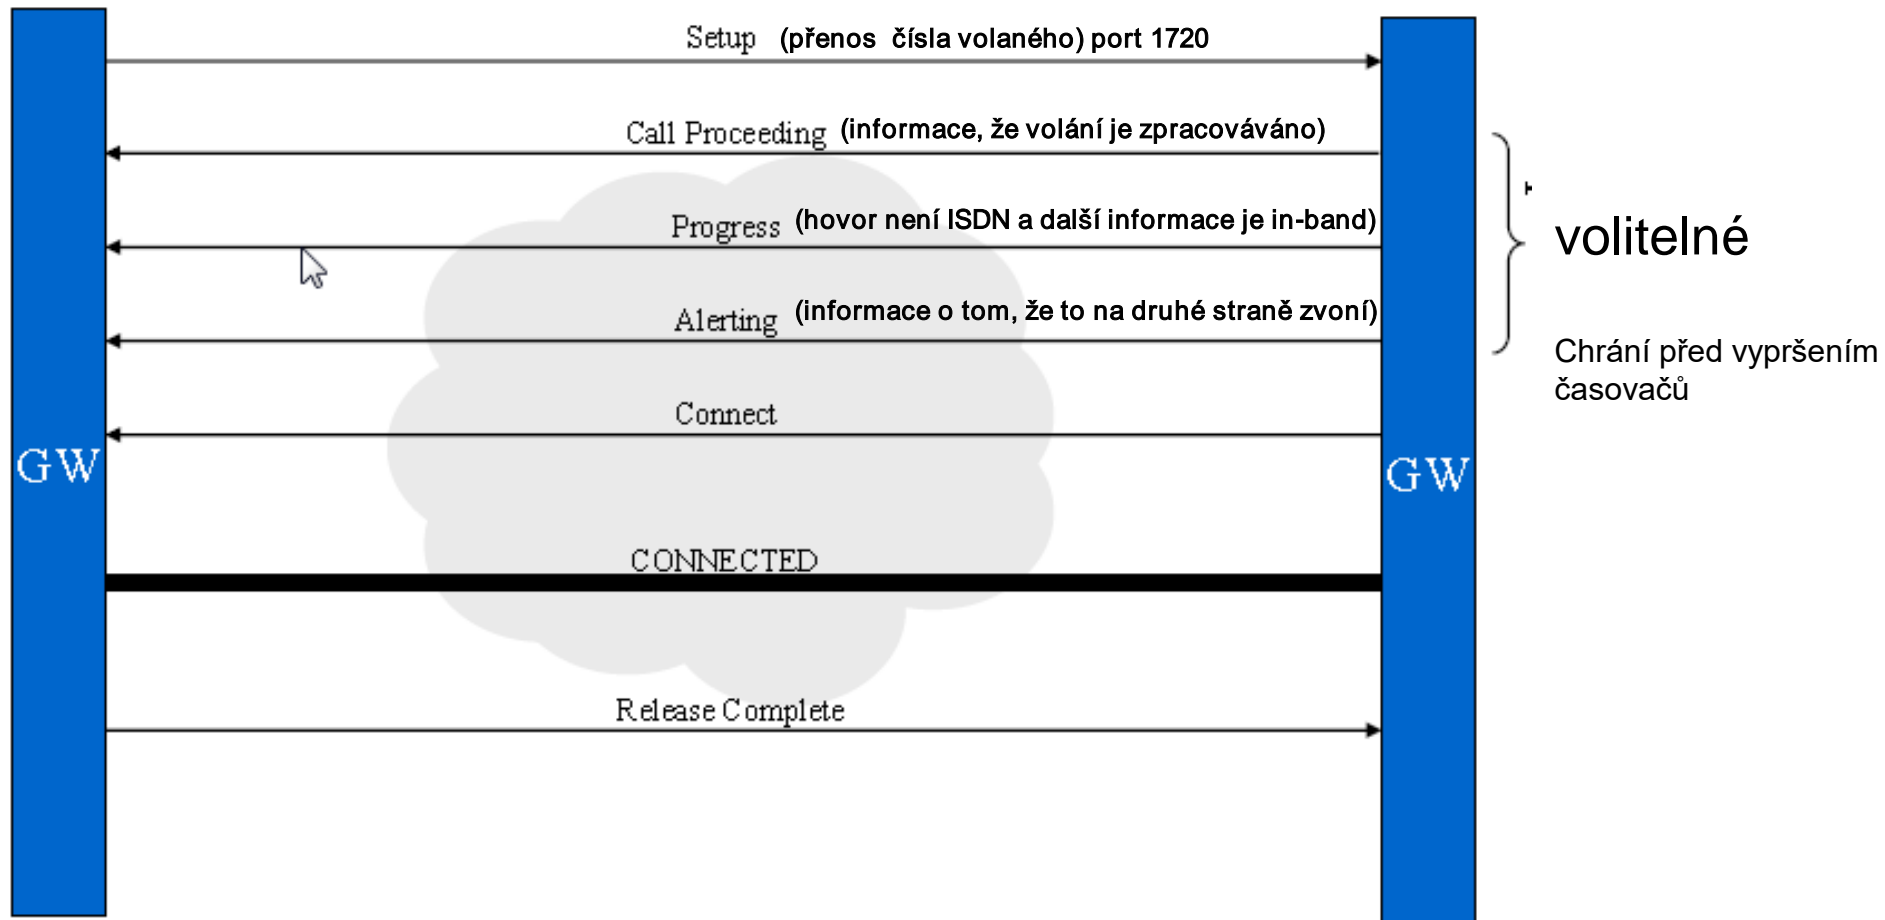 Setup (přenos čísla volaného) port 1720
Call Proceeding (informace, že volání je zpracováváno)
Progress (hovor není ISDN a další informace je in-band)
volitelné
Alerting (informace o tom, že to na druhé straně zvoní)
Chrání před vypršením
časovačů
Connect
GW
GW
CONNECTED
Release Complete